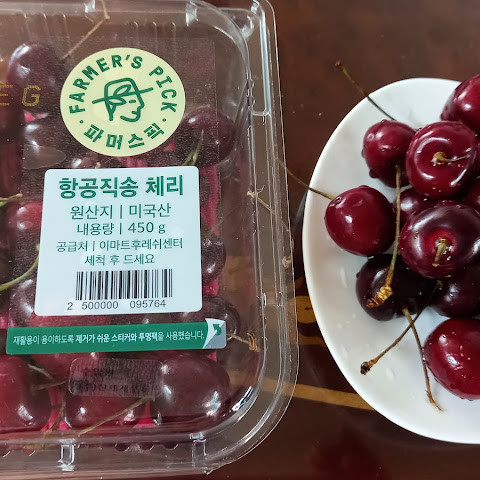 FARMER'S PICK
파머스픽
EG
항공직송 체리
원산지 | 미국산
내용량 | 450 g
공급처 | 이마트후레쉬센터
세척 후 드세요
2 500000 095764
재활용이 용이하도록 제거가 쉬운 스티커와 투명팩을 사용했습니다.